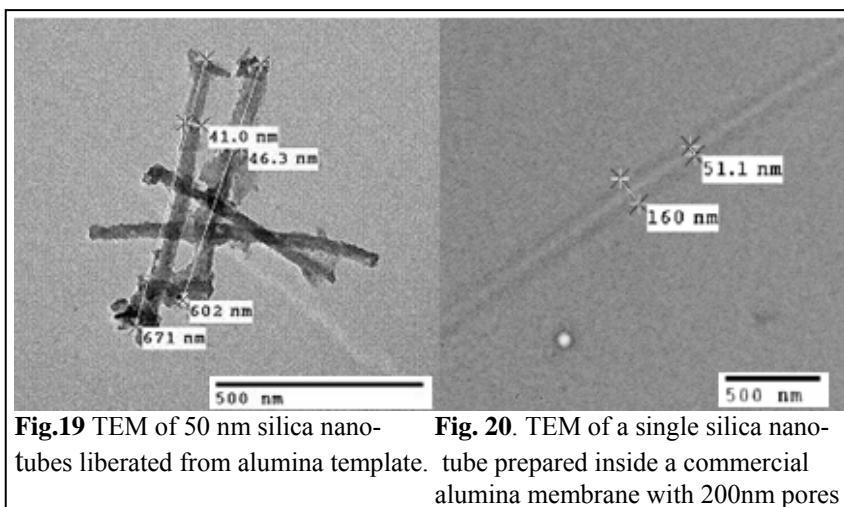 41.0 nm
46.3 nm
602 nm
671 nm
500 nm
51.1 nm
160 nm
500 nm
Fig.19 TEM of 50 nm silica nano-
tubes liberated from alumina template.
Fig. 20. TEM of a single silica nano-
tube prepared inside a commercial
alumina membrane with 200nm pores